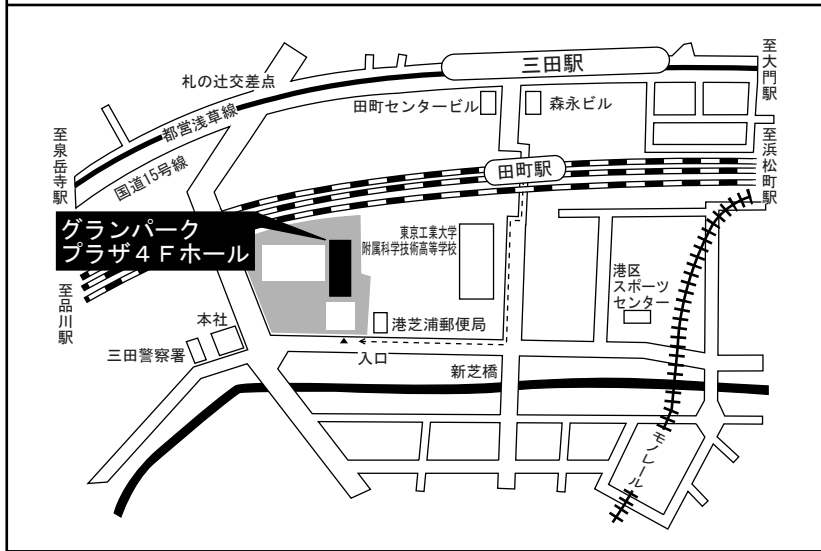 三田駅
至大門駅
札の辻交差点
田町センタービル
森永ビル
都営浅草線
至泉岳寺駅
国道15号線
田町駅
至浜松町駅
グランパーク
プラザ4Fホール
東京工業大学
附属科学技術高等学校
港区
スポーツ
センター
至品川駅
本社
港芝浦郵便局
三田警察署
入口
新芝橋
モノレール